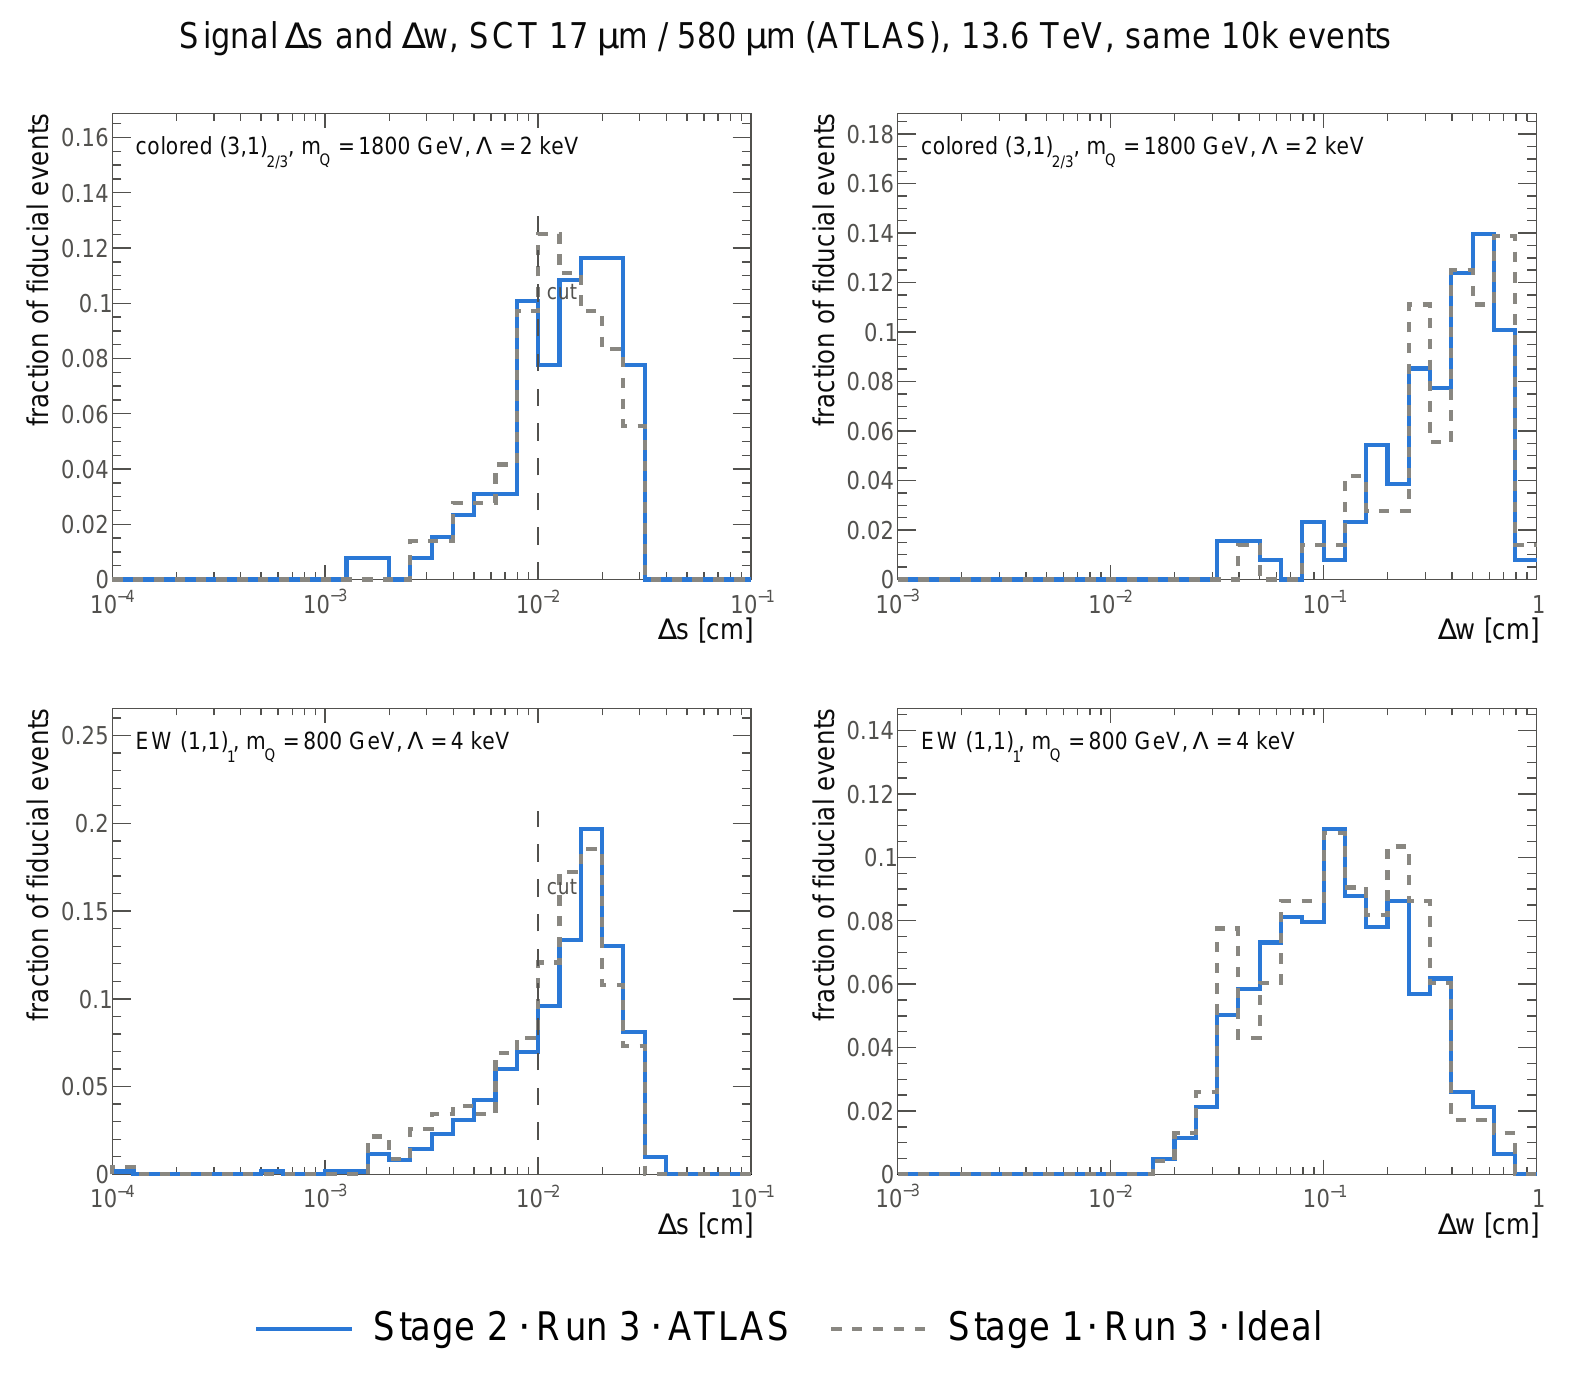 Signal Δs and Δw, SCT 17 μm / 580 μm (ATLAS), 13.6 TeV, same 10k events
fraction of fiducial events
colored (3,1)2/3, mQ = 1800 GeV, Λ = 2 keV
cut
0.16
0.14
0.12
0.1
0.08
0.06
0.04
0.02
0
10−4
10−3
10−2
10−1
Δs [cm]
fraction of fiducial events
colored (3,1)2/3, mQ = 1800 GeV, Λ = 2 keV
0.18
0.16
0.14
0.12
0.1
0.08
0.06
0.04
0.02
0
10−3
10−2
10−1
1
Δw [cm]
fraction of fiducial events
EW (1,1)1, mQ = 800 GeV, Λ = 4 keV
cut
0.25
0.2
0.15
0.1
0.05
0
10−4
10−3
10−2
10−1
Δs [cm]
fraction of fiducial events
EW (1,1)1, mQ = 800 GeV, Λ = 4 keV
0.14
0.12
0.1
0.08
0.06
0.04
0.02
0
10−3
10−2
10−1
1
Δw [cm]
Stage 2 · Run 3 · ATLAS
Stage 1 · Run 3 · Ideal